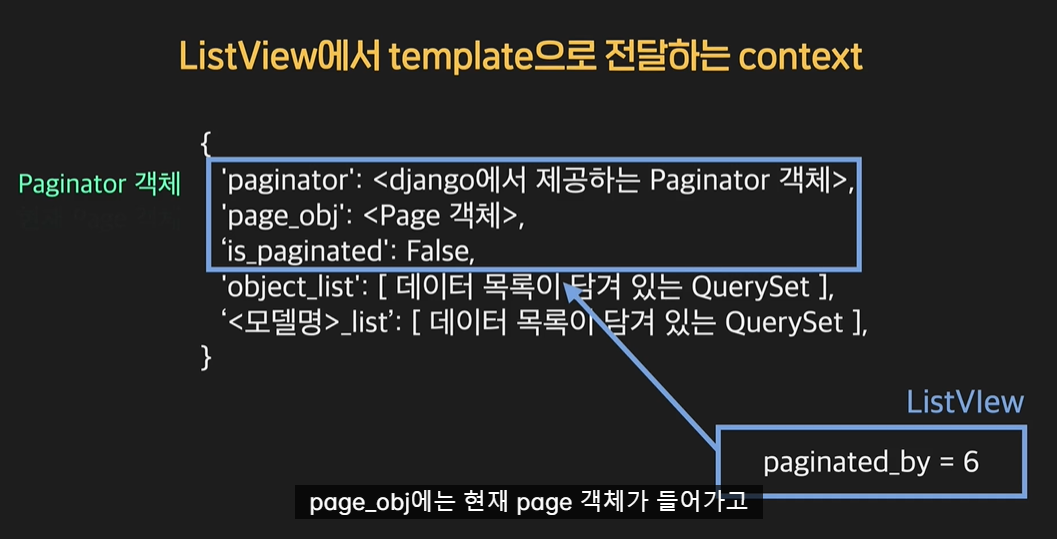 ListView에서 template으로 전달하는 context
{
Paginator 객체
'paginator': <django에서 제공하는 Paginator 객체>,
'page_obj': <Page 객체>,
‘is_paginated': False,
'object_list': [ 데이터 목록이 담겨 있는 QuerySet ],
‘<모델명>_list’: [ 데이터 목록이 담겨 있는 QuerySet ],
}
ListVIew
paginated_by = 6
page_obj에는 현재 page 객체가 들어가고